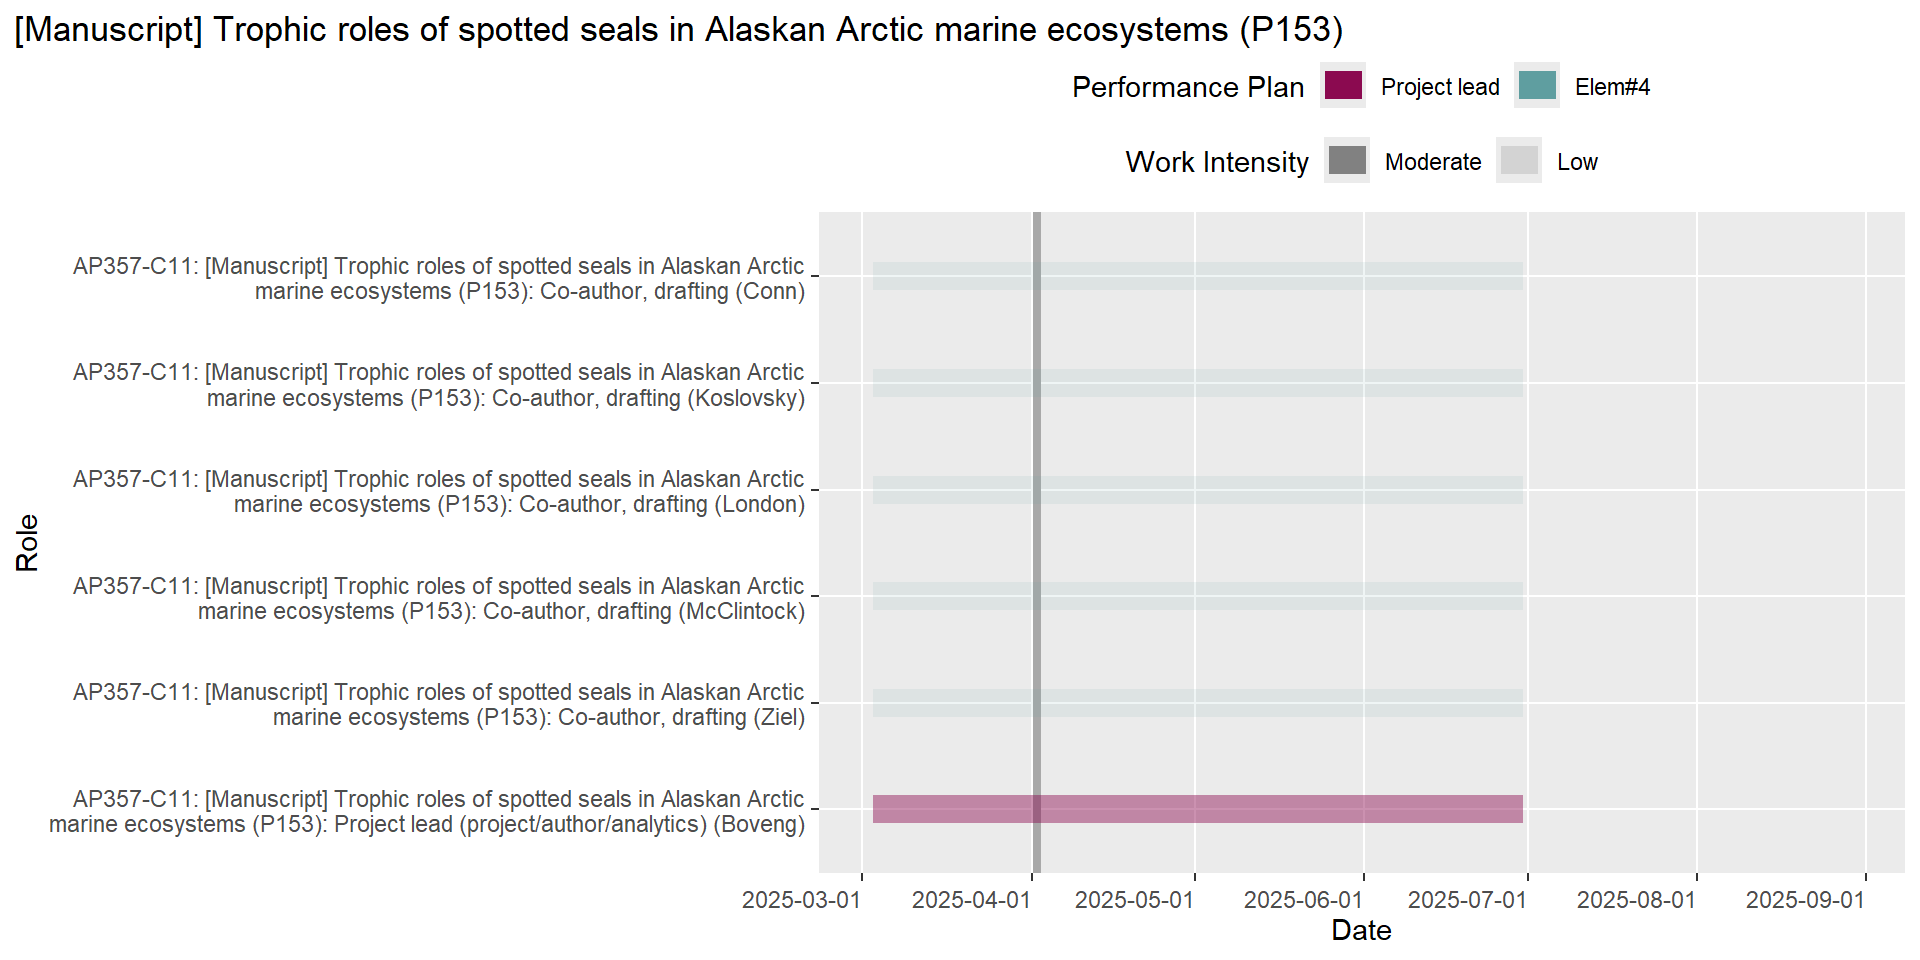 [Manuscript] Trophic roles of spotted seals in Alaskan Arctic marine ecosystems (P153)
Performance Plan Project lead Elem#4
Work Intensity Moderate Low
AP357-C11: [Manuscript] Trophic roles of spotted seals in Alaskan Arctic
marine ecosystems (P153): Co-author, drafting (Conn)
AP357-C11: [Manuscript] Trophic roles of spotted seals in Alaskan Arctic
marine ecosystems (P153): Co-author, drafting (Koslovsky)
AP357-C11: [Manuscript] Trophic roles of spotted seals in Alaskan Arctic
marine ecosystems (P153): Co-author, drafting (London)
AP357-C11: [Manuscript] Trophic roles of spotted seals in Alaskan Arctic
marine ecosystems (P153): Co-author, drafting (McClintock)
AP357-C11: [Manuscript] Trophic roles of spotted seals in Alaskan Arctic
marine ecosystems (P153): Co-author, drafting (Ziel)
AP357-C11: [Manuscript] Trophic roles of spotted seals in Alaskan Arctic
marine ecosystems (P153): Project lead (project/author/analytics) (Boveng)
Role
2025-03-01 2025-04-01 2025-05-01 2025-06-01 2025-07-01 2025-08-01 2025-09-01
Date